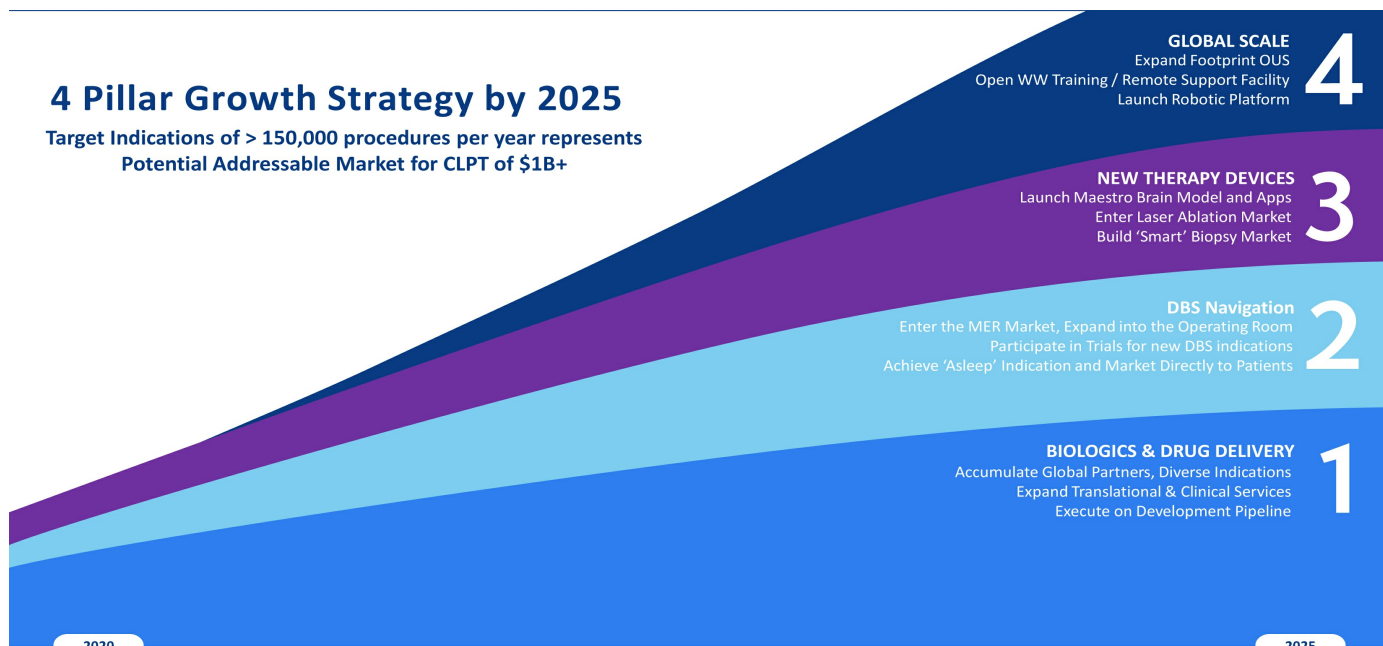 4 Pillar Growth Strategy by 2025
Target Indications of > 150,000 procedures per year represents
Potential Addressable Market for CLPT of $1B+
GLOBAL SCALE
Expand Footprint OUS
Open WW Training / Remote Support Facility
Launch Robotic Platform
4
NEW THERAPY DEVICES
Launch Maestro Brain Model and Apps
Enter Laser Ablation Market
Build ‘Smart’ Biopsy Market
3
DBS Navigation
Enter the MER Market, Expand into the Operating Room
Participate in Trials for new DBS indications
Achieve ‘Asleep’ Indication and Market Directly to Patients
2
BIOLOGICS & DRUG DELIVERY
Accumulate Global Partners, Diverse Indications
Expand Translational & Clinical Services
Execute on Development Pipeline
1
2020
2025